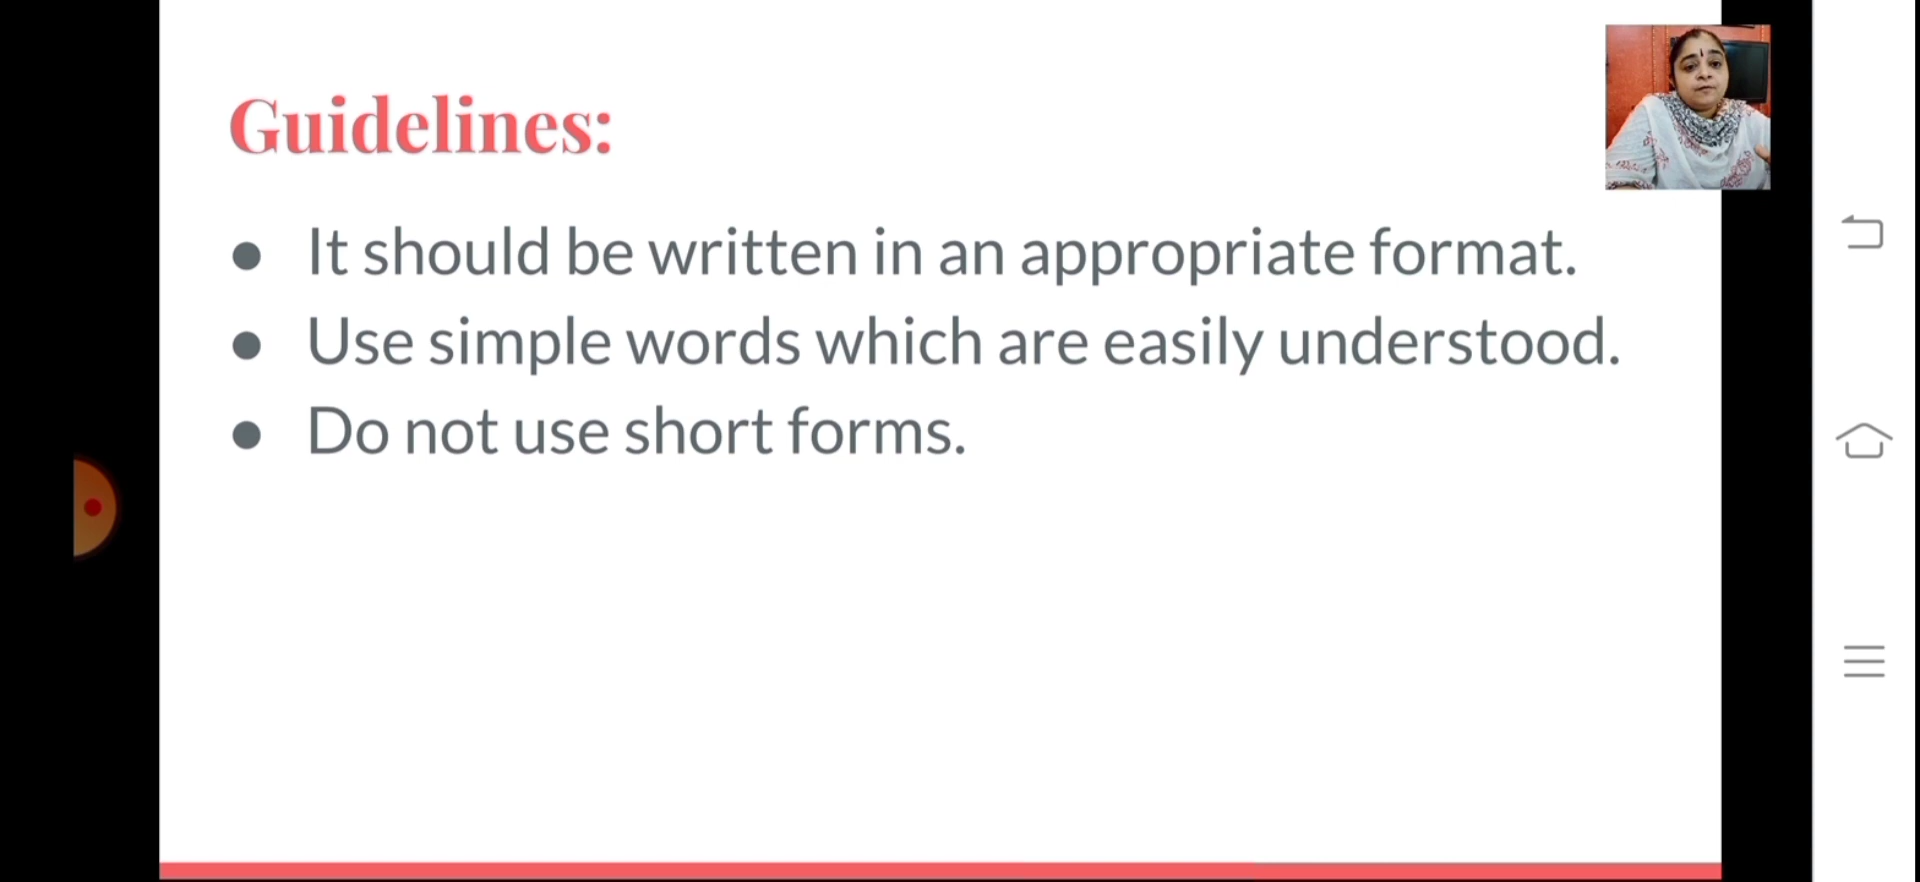 Guidelines:
● It should be written in an appropriate format.
● Use simple words which are easily understood.
● Do not use short forms.